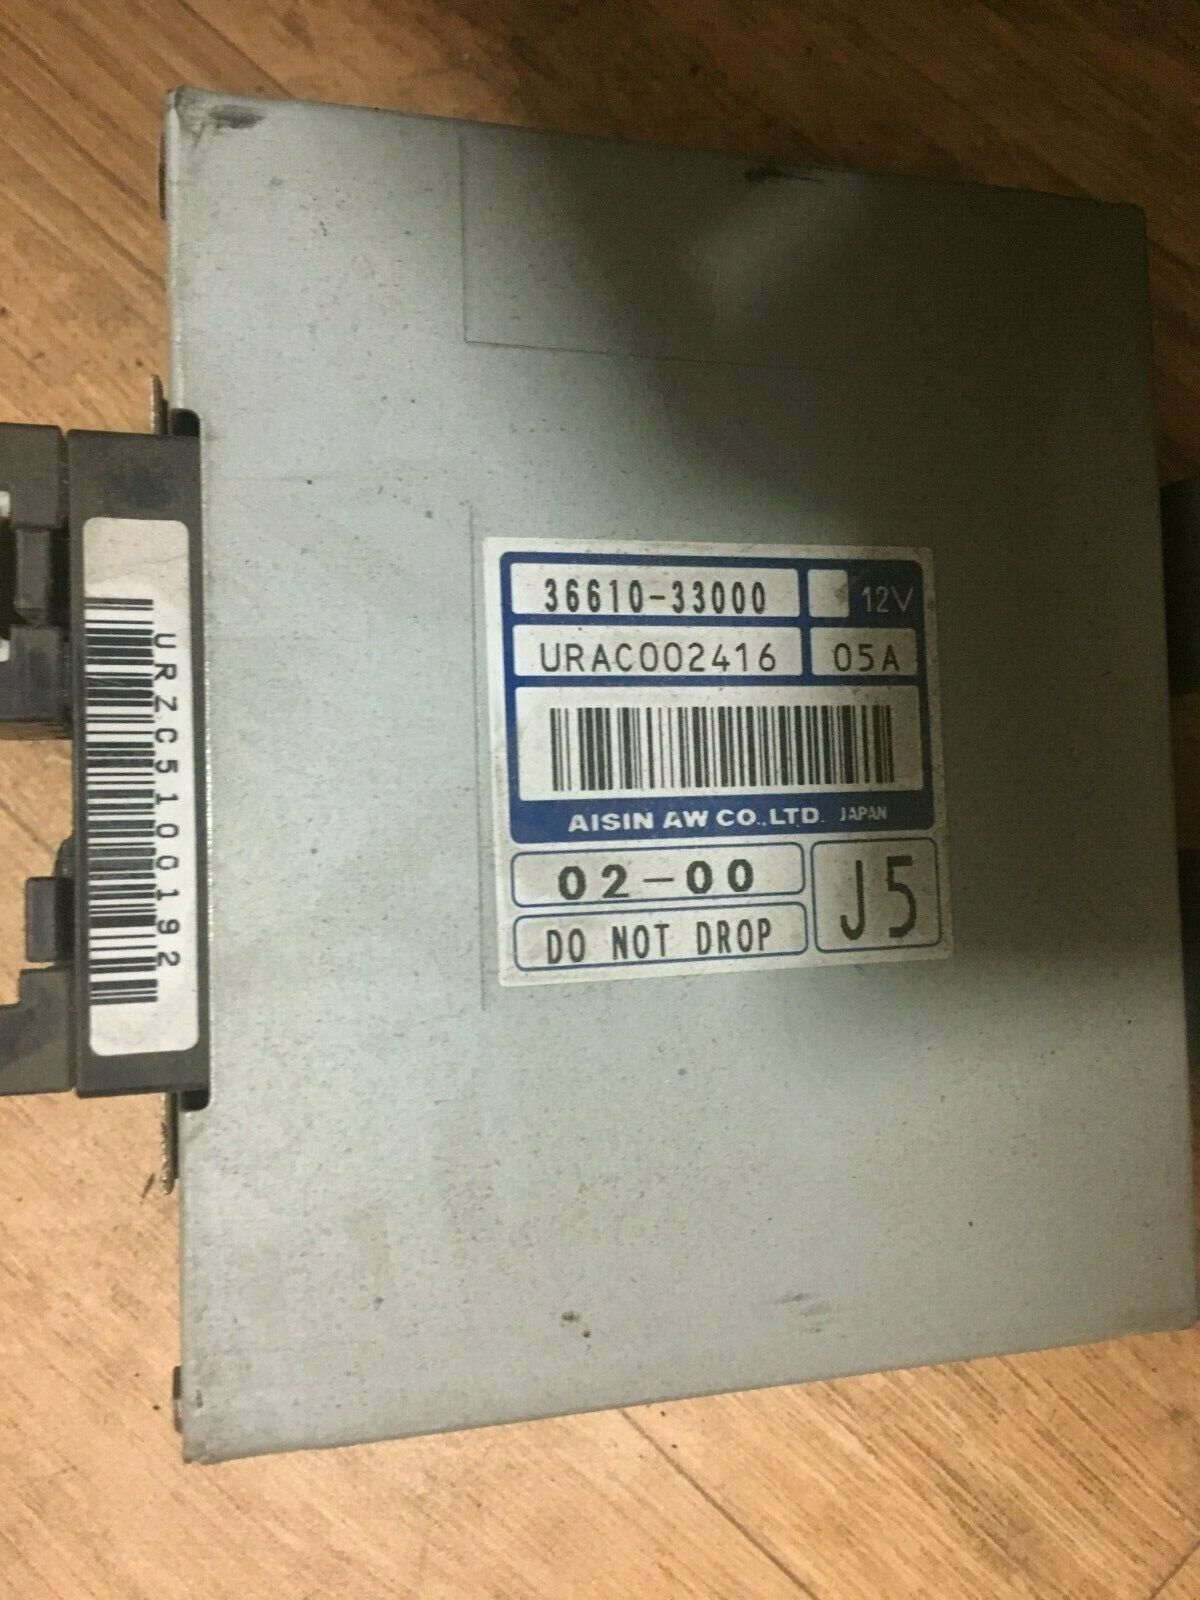 36610-33000
12V
URAC002416
05A
AISIN AW CO.,LTD. JAPAN
02-00
J5
DO NOT DROP
URZC5100192